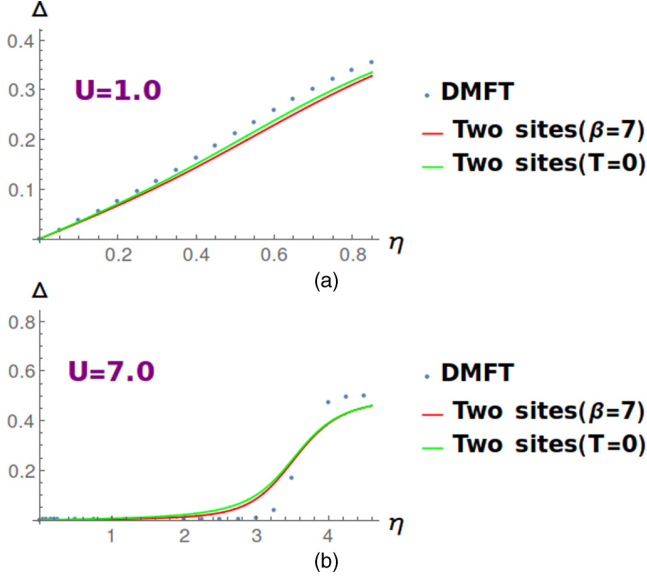 Δ
0.4
U=1.0
0.3
0.2
0.1
0.2 0.4 0.6 0.8 η
DMFT
Two sites(β=7)
Two sites(T=0)
(a)
Δ
0.8
U=7.0
0.6
0.4
0.2
1 2 3 4 η
DMFT
Two sites(β=7)
Two sites(T=0)
(b)